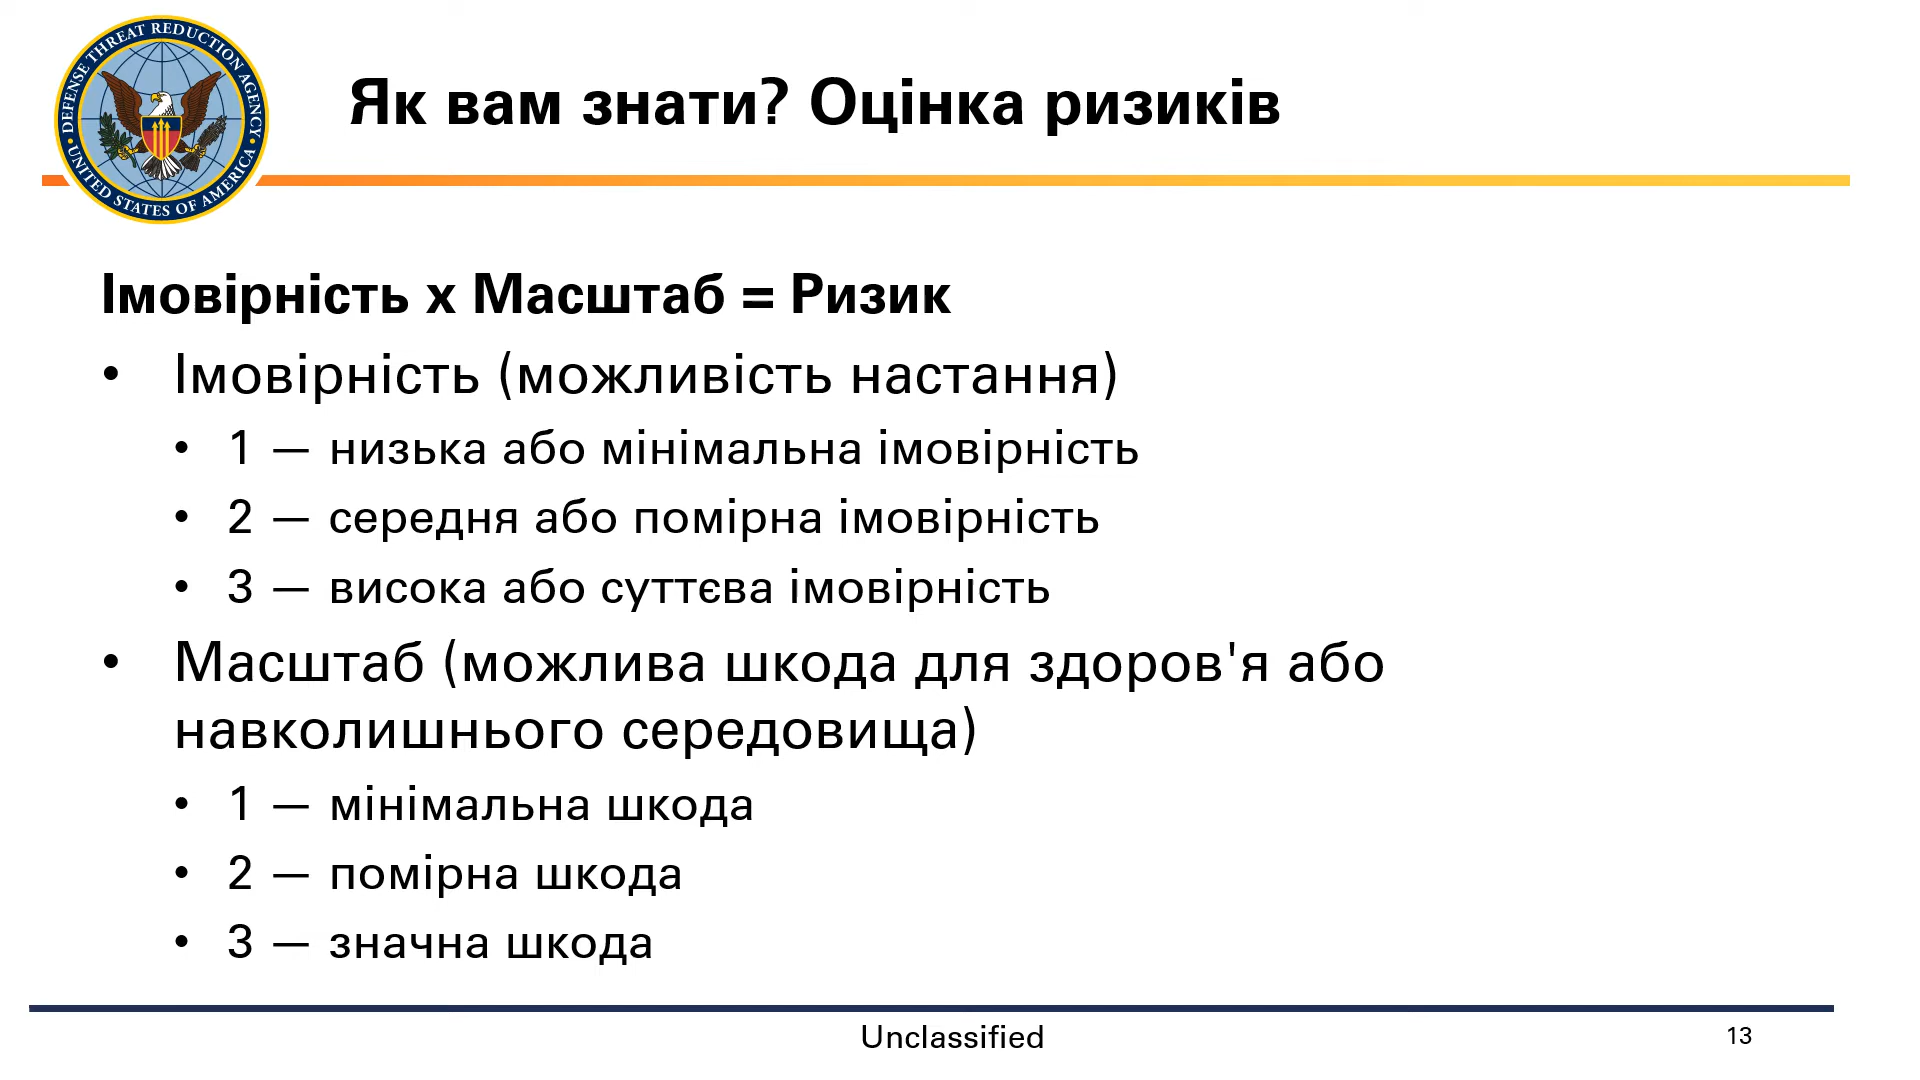 DEFENSE THREAT REDUCTION AGENCY
UNITED STATES OF AMERICA
Як вам знати? Оцінка ризиків
Імовірність x Масштаб = Ризик
• Імовірність (можливість настання)
• 1 — низька або мінімальна імовірність
• 2 — середня або помірна імовірність
• 3 — висока або суттєва імовірність
• Масштаб (можлива шкода для здоров'я або
навколишнього середовища)
• 1 — мінімальна шкода
• 2 — помірна шкода
• 3 — значна шкода
Unclassified
13